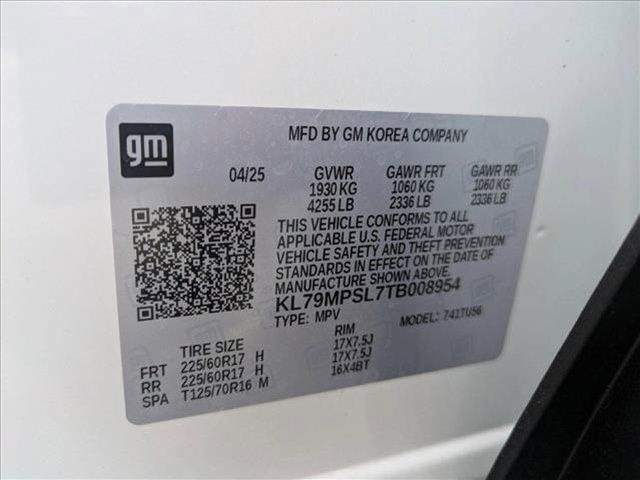 gm
MFD BY GM KOREA COMPANY
04/25 GVWR GAWR FRT GAWR RR
1930 KG 1060 KG 1060 KG
4255 LB 2336 LB 2336 LB
THIS VEHICLE CONFORMS TO ALL
APPLICABLE U.S. FEDERAL MOTOR
VEHICLE SAFETY AND THEFT PREVENTION
STANDARDS IN EFFECT ON THE DATE OF
MANUFACTURE SHOWN ABOVE.
KL79MPSL7TB008954
TYPE: MPV MODEL: 741TU56
TIRE SIZE RIM
FRT 225/60R17 H 17X7.5J
RR 225/60R17 H 17X7.5J
SPA T125/70R16 M 16X4BT